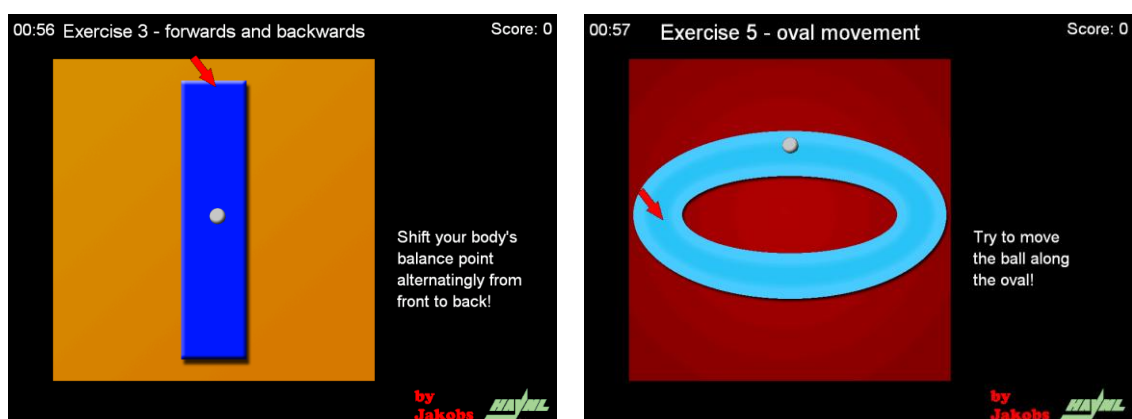 00:56 Exercise 3 - forwards and backwards Score: 0
Shift your body's
balance point
alternatingly from
front to back!
by
Jakobs HAWNL
00:57 Exercise 5 - oval movement Score: 0
Try to move
the ball along
the oval!
by
Jakobs HAWNL